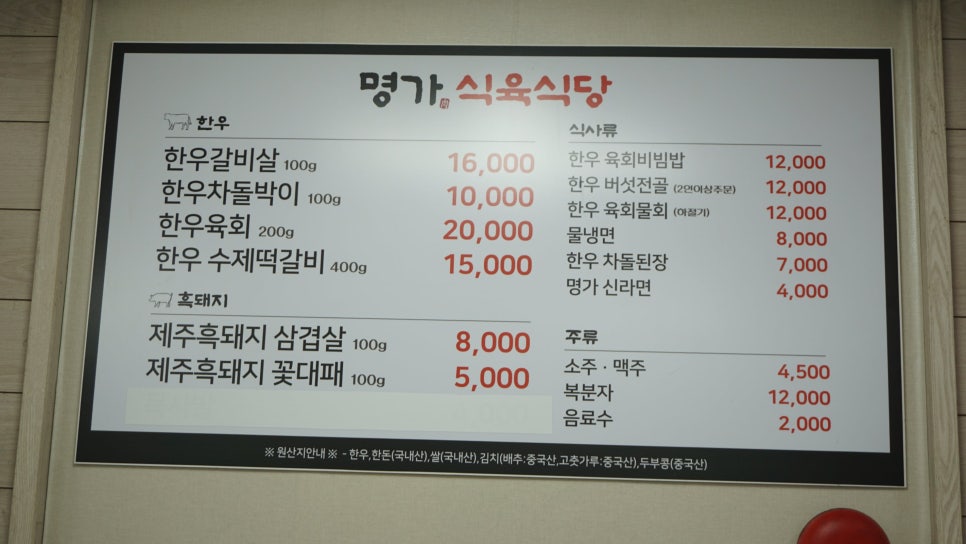 명가 식육식당
한우
한우갈비살 100g 16,000
한우차돌박이 100g 10,000
한우육회 200g 20,000
한우 수제떡갈비 400g 15,000
흑돼지
제주흑돼지 삼겹살 100g 8,000
제주흑돼지 꽃대패 100g 5,000
식사류
한우 육회비빔밥 12,000
한우 버섯전골 (2인이상주문) 12,000
한우 육회물회 (하절기) 12,000
물냉면 8,000
한우 차돌된장 7,000
명가 신라면 4,000
주류
소주 · 맥주 4,500
복분자 12,000
음료수 2,000
※ 원산지안내 ※ - 한우,한돈(국내산),쌀(국내산),김치(배추:중국산,고춧가루:중국산),두부콩(중국산)